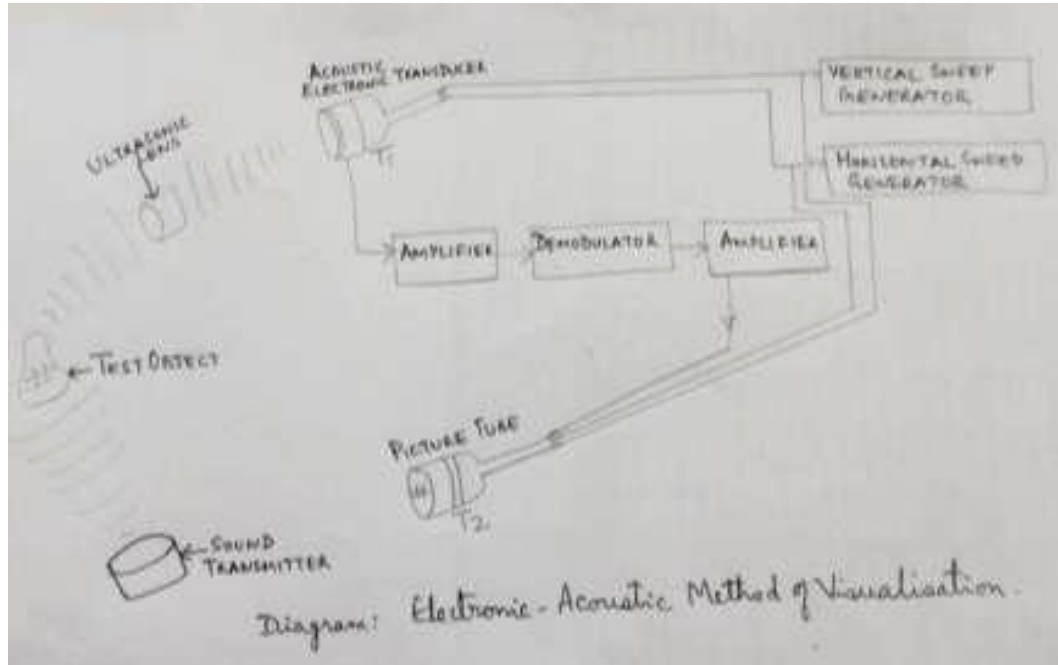 ACOUSTIC
ELECTRONIC TRANSDUCER
VERTICAL SWEEP
GENERATOR
ULTRASONIC
LENS
T1
HORIZONTAL SWEEP
GENERATOR
AMPLIFIER
DEMODULATOR
AMPLIFIER
TEST OBJECT
PICTURE TUBE
T2
SOUND
TRANSMITTER
Diagram: Electronic-Acoustic Method of Visualisation.